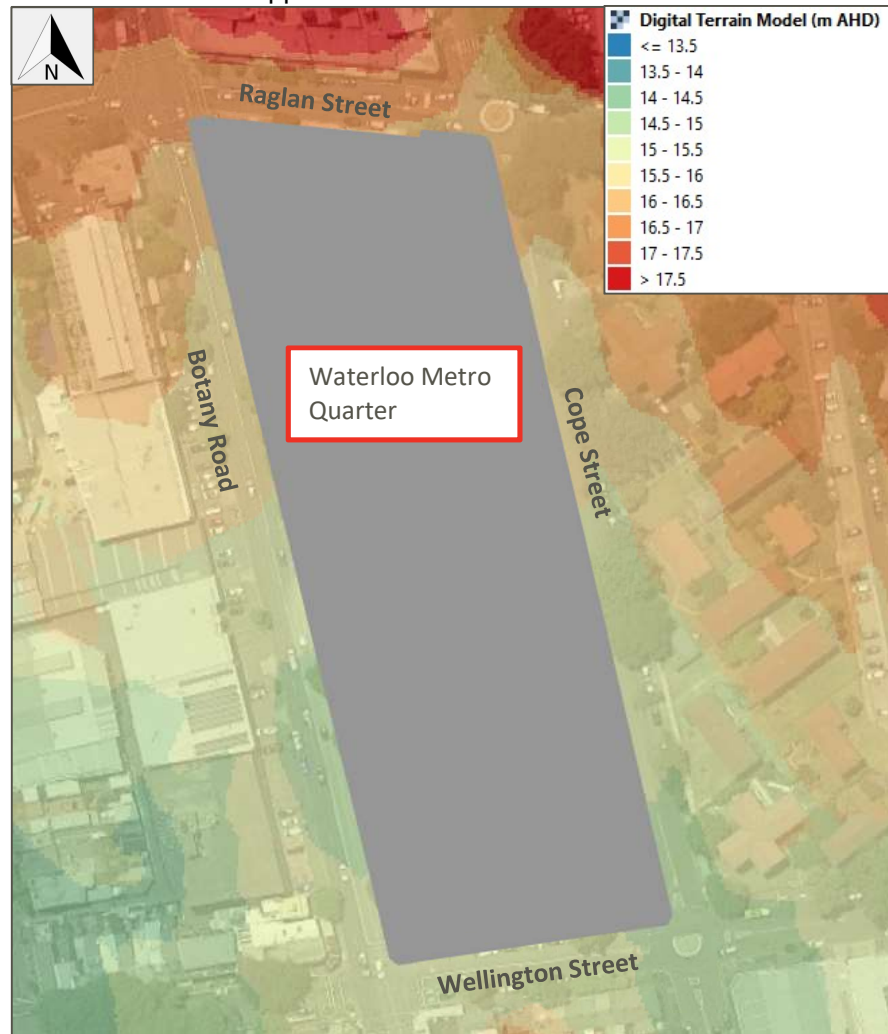 Digital Terrain Model (m AHD)
<= 13.5
13.5 - 14
14 - 14.5
14.5 - 15
15 - 15.5
15.5 - 16
16 - 16.5
16.5 - 17
17 - 17.5
> 17.5
N
Raglan Street
Waterloo Metro
Quarter
Botany Road
Cope Street
Wellington Street